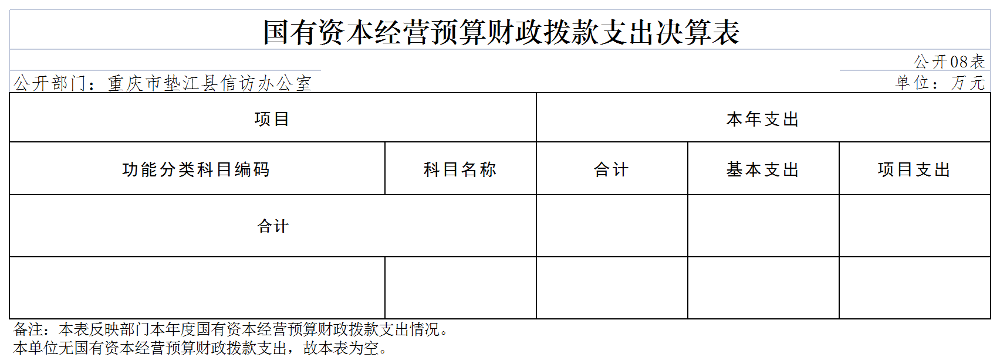 国有资本经营预算财政拨款支出决算表
公开08表
公开部门：重庆市垫江县信访办公室 单位：万元
项目 本年支出
功能分类科目编码 科目名称 合计 基本支出 项目支出
合计
备注：本表反映部门本年度国有资本经营预算财政拨款支出情况。
本单位无国有资本经营预算财政拨款支出，故本表为空。